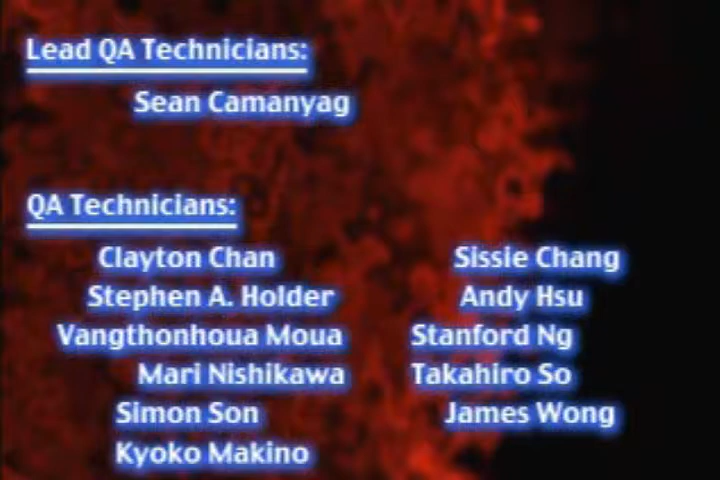 Lead QA Technicians:
Sean Camanyag
QA Technicians:
Clayton Chan
Sissie Chang
Stephen A. Holder
Andy Hsu
Vangthonhoua Moua
Stanford Ng
Mari Nishikawa
Takahiro So
Simon Son
James Wong
Kyoko Makino